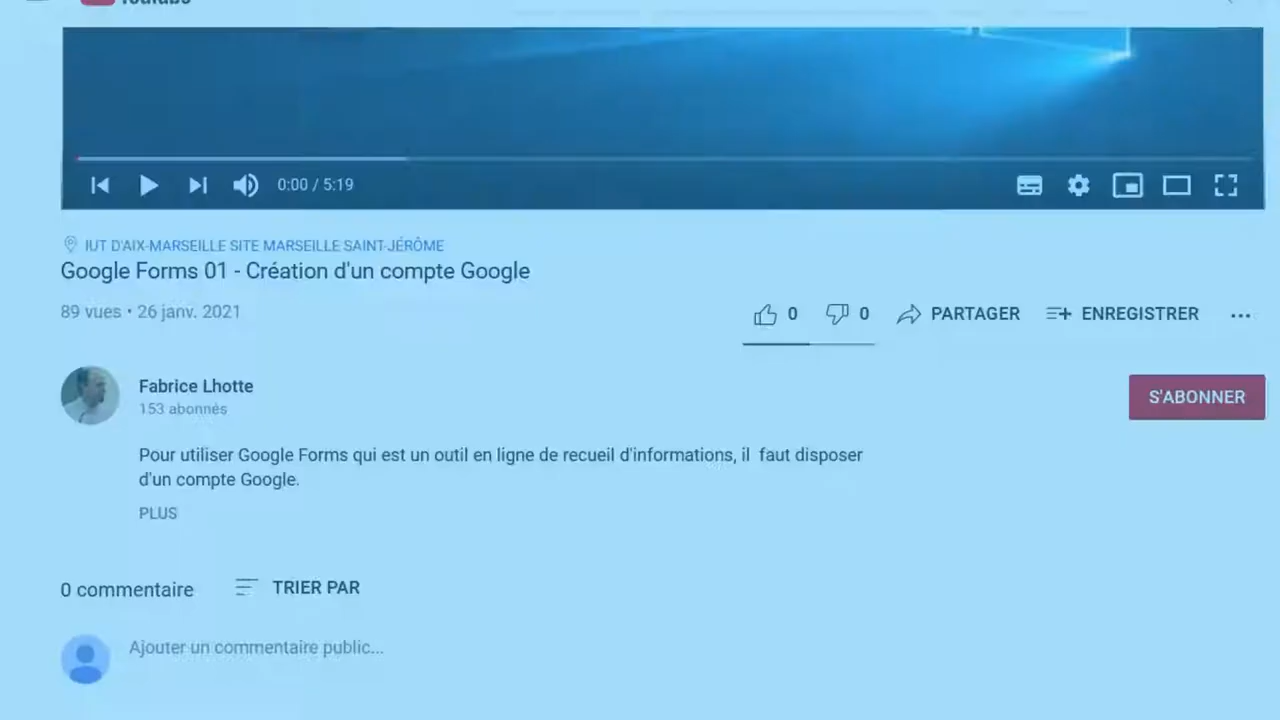 YouTube
0:00 / 5:19
IUT D'AIX-MARSEILLE SITE MARSEILLE SAINT-JÉRÔME
Google Forms 01 - Création d'un compte Google
89 vues • 26 janv. 2021
0 0 PARTAGER ENREGISTRER
Fabrice Lhotte
153 abonnés
S'ABONNER
Pour utiliser Google Forms qui est un outil en ligne de recueil d'informations, il faut disposer
d'un compte Google.
PLUS
0 commentaire TRIER PAR
Ajouter un commentaire public...